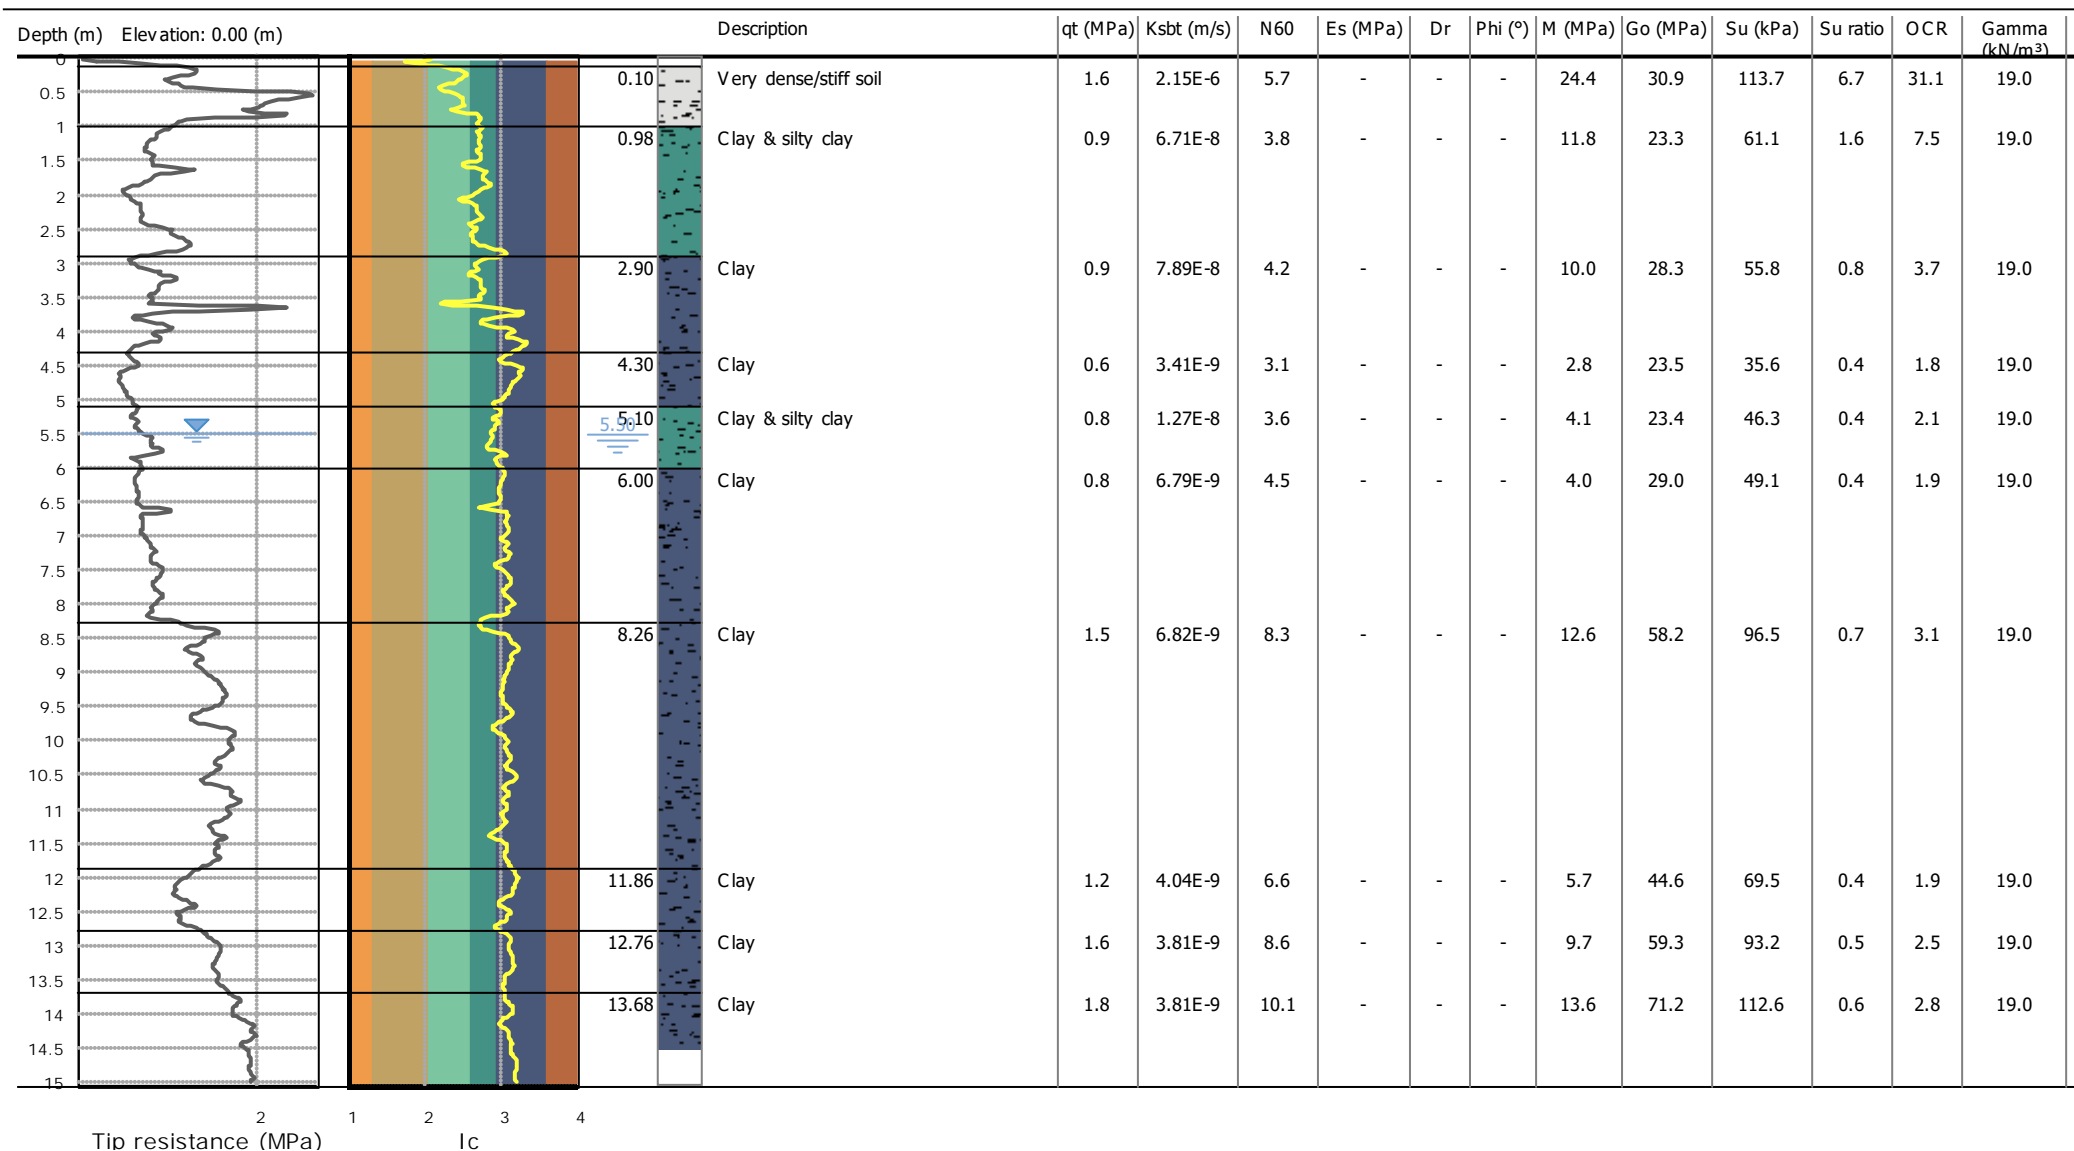 Depth (m) Elevation: 0.00 (m) Description qt (MPa) Ksbt (m/s) N60 Es (MPa) Dr Phi (°) M (MPa) Go (MPa) Su (kPa) Su ratio OCR Gamma (kN/m³)
0
0.10 Very dense/stiff soil 1.6 2.15E-6 5.7 - - - 24.4 30.9 113.7 6.7 31.1 19.0
0.5
1
0.98 Clay & silty clay 0.9 6.71E-8 3.8 - - - 11.8 23.3 61.1 1.6 7.5 19.0
1.5
2
2.5
3
2.90 Clay 0.9 7.89E-8 4.2 - - - 10.0 28.3 55.8 0.8 3.7 19.0
3.5
4
4.5
4.30 Clay 0.6 3.41E-9 3.1 - - - 2.8 23.5 35.6 0.4 1.8 19.0
5
5.10 Clay & silty clay 0.8 1.27E-8 3.6 - - - 4.1 23.4 46.3 0.4 2.1 19.0
5.50
5.5
6
6.00 Clay 0.8 6.79E-9 4.5 - - - 4.0 29.0 49.1 0.4 1.9 19.0
6.5
7
7.5
8
8.5
8.26 Clay 1.5 6.82E-9 8.3 - - - 12.6 58.2 96.5 0.7 3.1 19.0
9
9.5
10
10.5
11
11.5
12
11.86 Clay 1.2 4.04E-9 6.6 - - - 5.7 44.6 69.5 0.4 1.9 19.0
12.5
13
12.76 Clay 1.6 3.81E-9 8.6 - - - 9.7 59.3 93.2 0.5 2.5 19.0
13.5
14
13.68 Clay 1.8 3.81E-9 10.1 - - - 13.6 71.2 112.6 0.6 2.8 19.0
14.5
15
2 1 2 3 4
Tip resistance (MPa) Ic